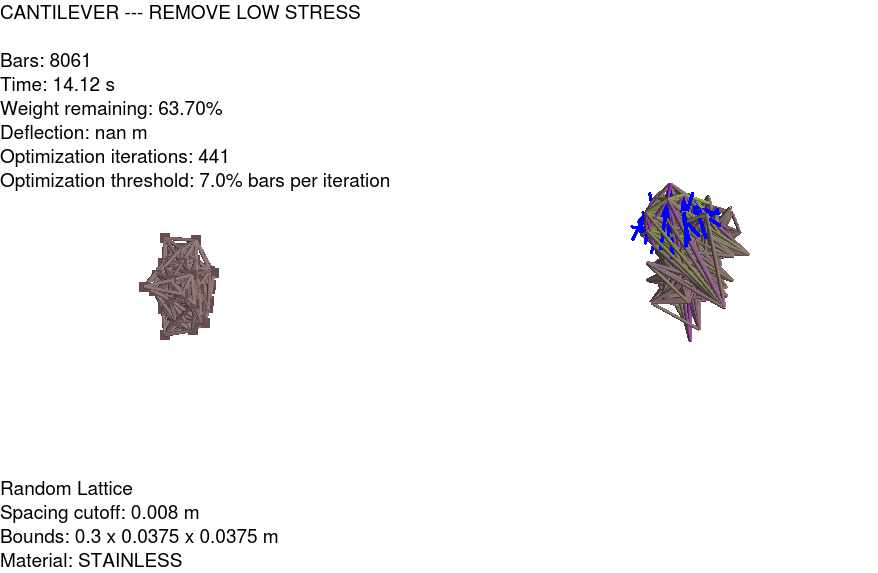 CANTILEVER --- REMOVE LOW STRESS
Bars: 8061
Time: 14.12 s
Weight remaining: 63.70%
Deflection: nan m
Optimization iterations: 441
Optimization threshold: 7.0% bars per iteration
Random Lattice
Spacing cutoff: 0.008 m
Bounds: 0.3 x 0.0375 x 0.0375 m
Material: STAINLESS